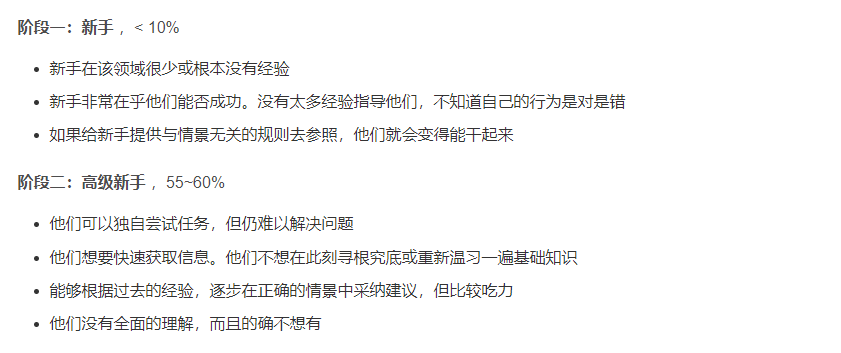 阶段一：新手 ，< 10%
新手在该领域很少或根本没有经验
新手非常在乎他们能否成功。没有太多经验指导他们，不知道自己的行为是对是错
如果给新手提供与情景无关的规则去参照，他们就会变得能干起来
阶段二：高级新手 ，55~60%
他们可以独自尝试任务，但仍难以解决问题
他们想要快速获取信息。他们不想在此刻寻根究底或重新温习一遍基础知识
能够根据过去的经验，逐步在正确的情景中采纳建议，但比较吃力
他们没有全面的理解，而且的确不想有